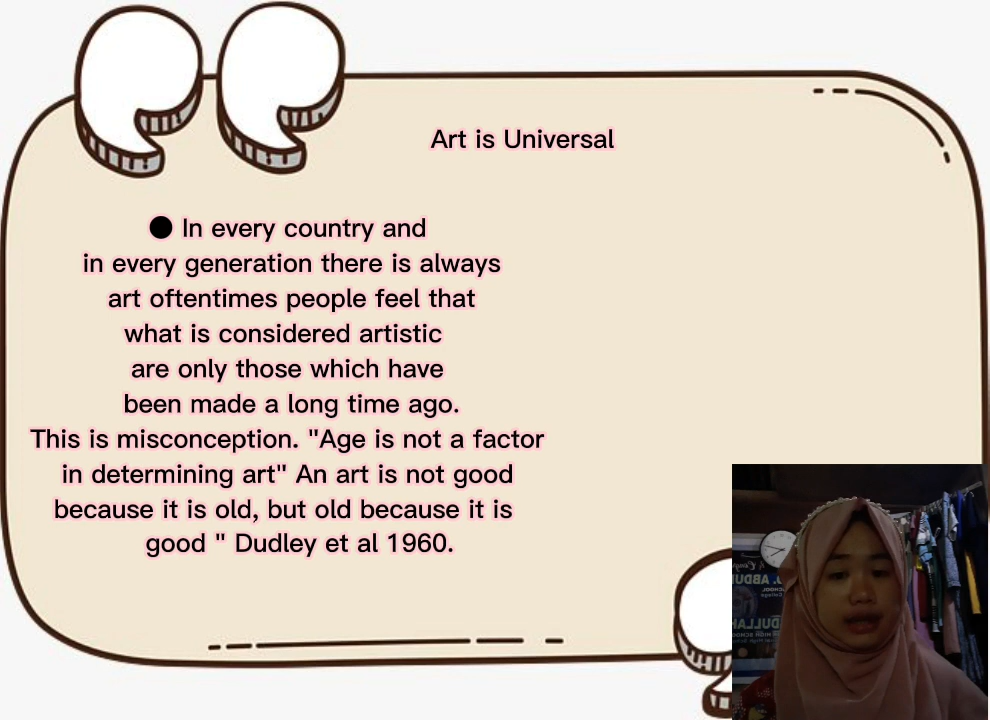 Art is Universal
● In every country and
in every generation there is always
art oftentimes people feel that
what is considered artistic
are only those which have
been made a long time ago.
This is misconception. "Age is not a factor
in determining art" An art is not good
because it is old, but old because it is
good " Dudley et al 1960.
ABDUL
SCHOOL
DULLAH